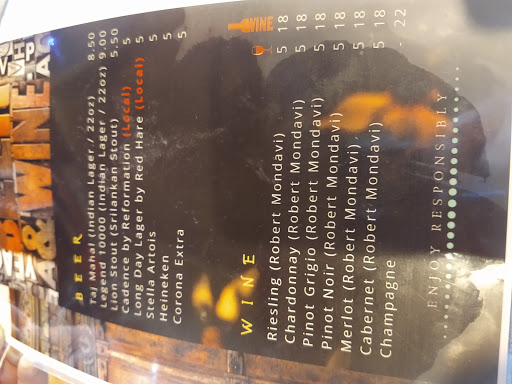 BEER
Taj Mahal (Indian Lager / 22oz) 8.50
Legend 10000 (Indian Lager / 22oz) 9.00
Lion Stout (Srilankan Stout) 5.50
Cadence by Reformation (Local) 5
Long Day Lager by Red Hare (Local) 5
Stella Artois 5
Heineken 5
Corona Extra 5
WINE
WINE
Riesling (Robert Mondavi) 5 18
Chardonnay (Robert Mondavi) 5 18
Pinot Grigio (Robert Mondavi) 5 18
Pinot Noir (Robert Mondavi) 5 18
Merlot (Robert Mondavi) 5 18
Cabernet (Robert Mondavi) 5 18
Champagne - 22
ENJOY RESPONSIBLY